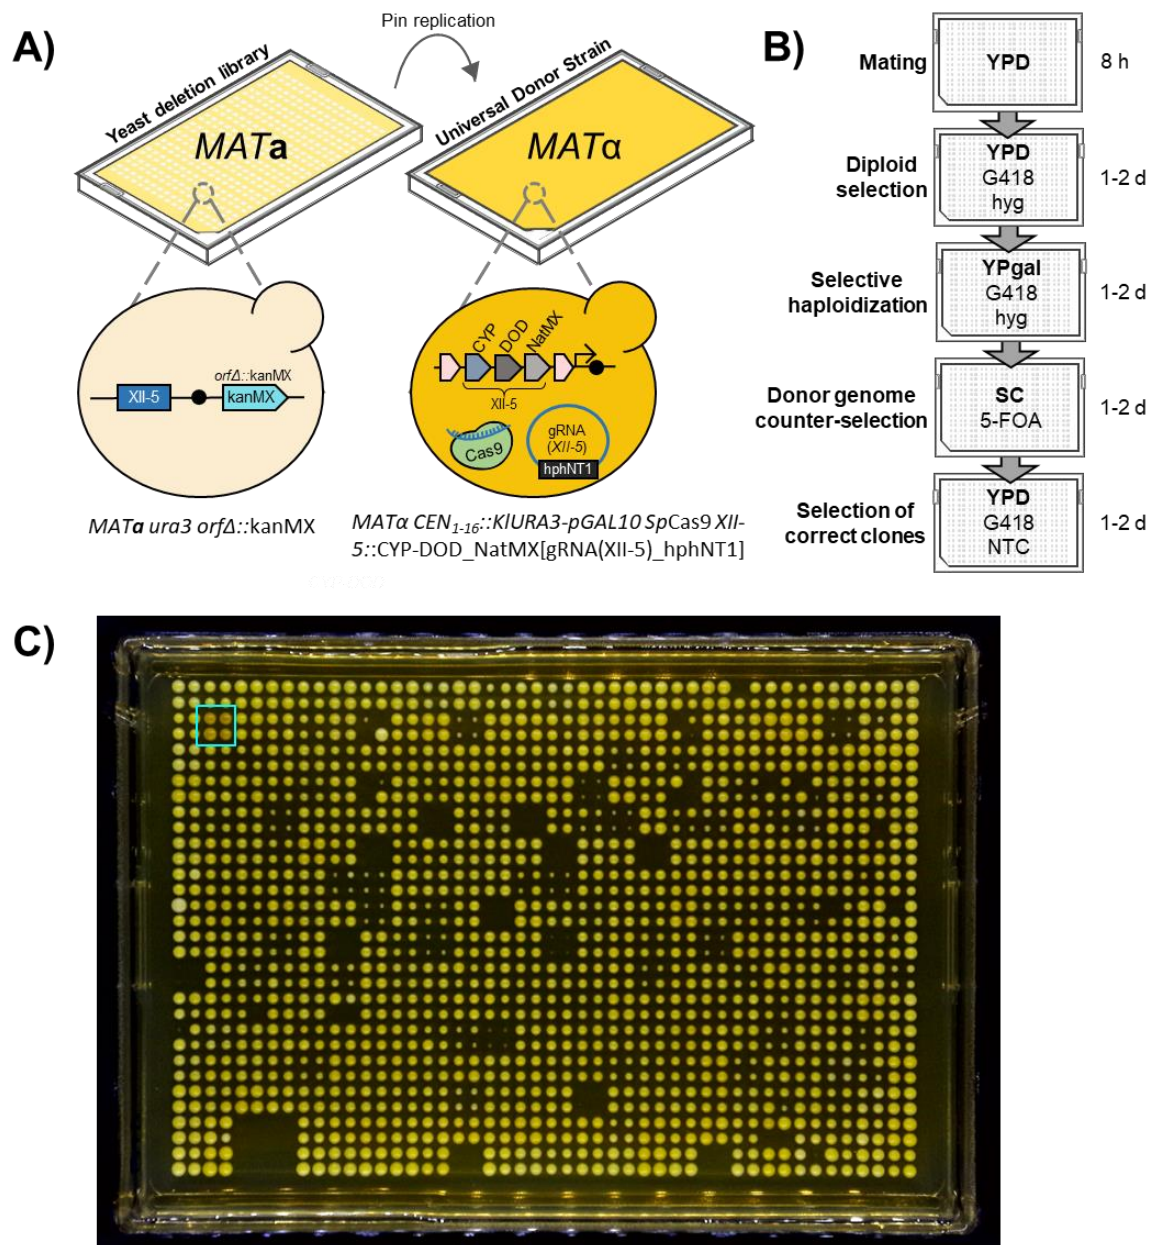 A)
Pin replication
Yeast deletion library
MATa
Universal Donor Strain
MATα
XII-5
orfΔ::kanMX
kanMX
CYP
DOD
NatMX
XII-5
Cas9
gRNA
(XII-5)
hphNT1
MATa ura3 orfΔ::kanMX
MATα CEN1-16::KlURA3-pGAL10 SpCas9 XII-
5::CYP-DOD_NatMX[gRNA(XII-5)_hphNT1]
B)
Mating
YPD
8 h
Diploid
selection
YPD
G418
hyg
1-2 d
Selective
haploidization
YPgal
G418
hyg
1-2 d
Donor genome
counter-selection
SC
5-FOA
1-2 d
Selection of
correct clones
YPD
G418
NTC
1-2 d
C)